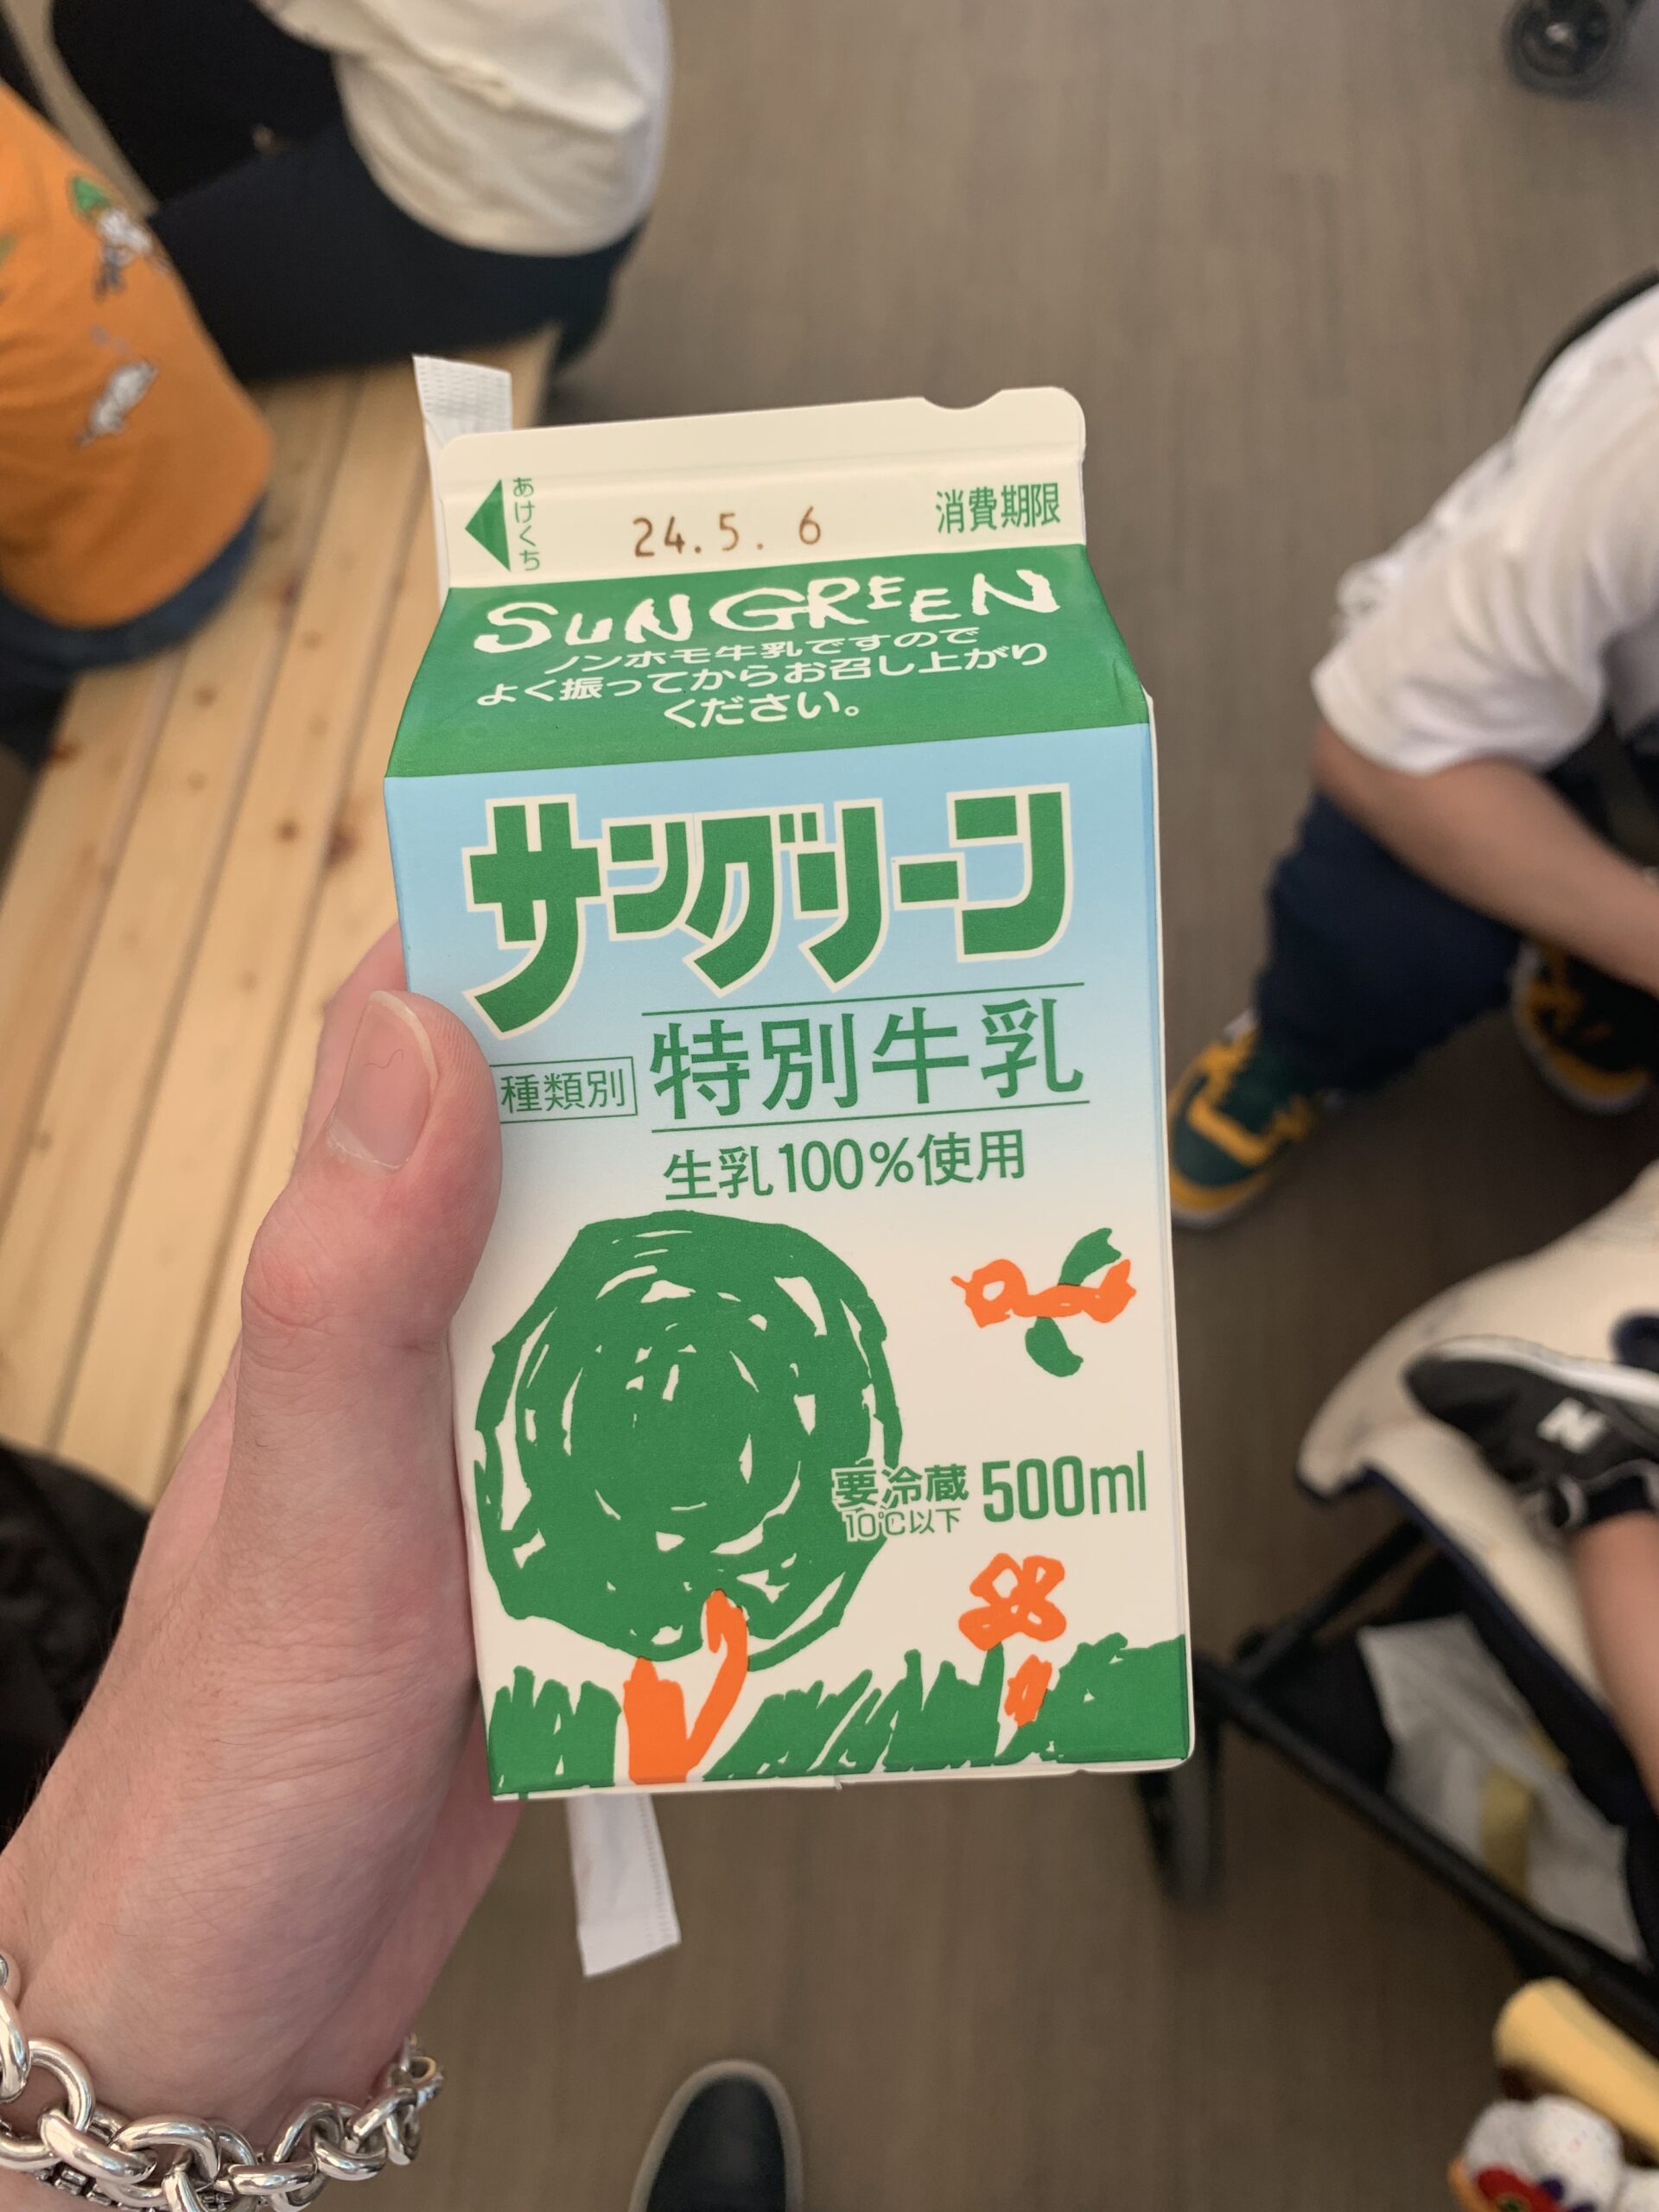 あけくち
24.5.6
消費期限
SUN GREEN
ノンホモ牛乳ですので
よく振ってからお召し上がり
ください。
サングリーン
種類別
特別牛乳
生乳100%使用
要冷蔵
10℃以下
500ml
N